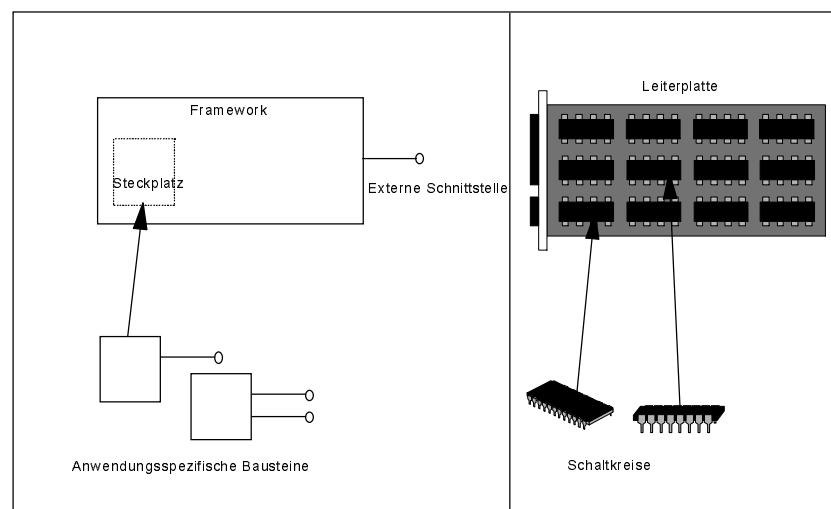 Framework
Steckplatz
Externe Schnittstelle
Anwendungsspezifische Bausteine
Leiterplatte
Schaltkreise